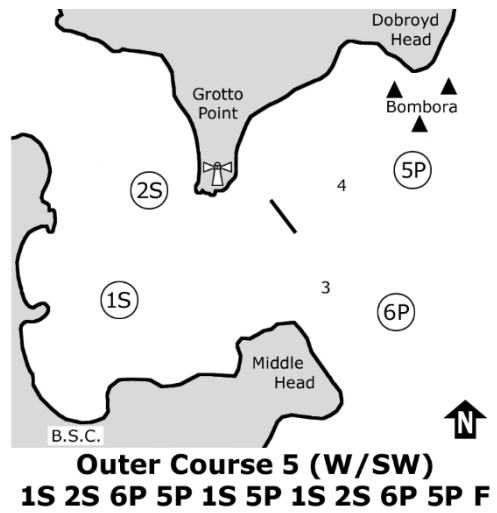 Dobroyd
Head
Grotto
Point
Bombora
2S
4
5P
1S
3
6P
Middle
Head
N
B.S.C.
Outer Course 5 (W/SW)
1S 2S 6P 5P 1S 5P 1S 2S 6P 5P F